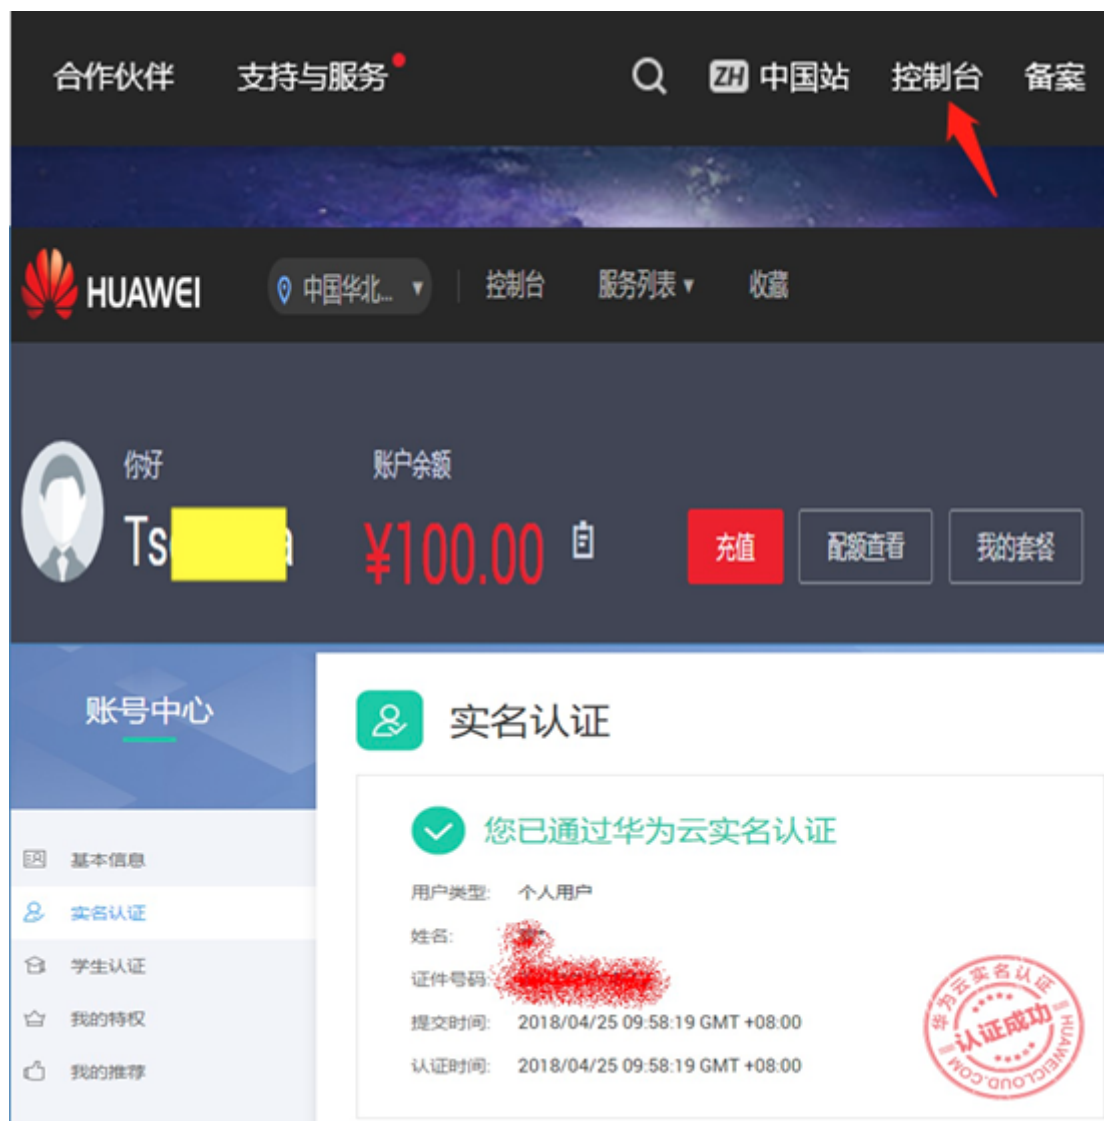 合作伙伴 支持与服务 ZH 中国站 控制台 备案
HUAWEI 中国华北... 控制台 服务列表 收藏
你好 账户余额
Ts a ¥100.00 充值 配额查看 我的套餐
账号中心
实名认证
您已通过华为云实名认证
基本信息
实名认证
学生认证
我的特权
我的推荐
用户类型: 个人用户
姓名:
证件号码:
提交时间: 2018/04/25 09:58:19 GMT +08:00
认证时间: 2018/04/25 09:58:19 GMT +08:00
华为云实名认证
认证成功
HUAWEICLOUD.COM